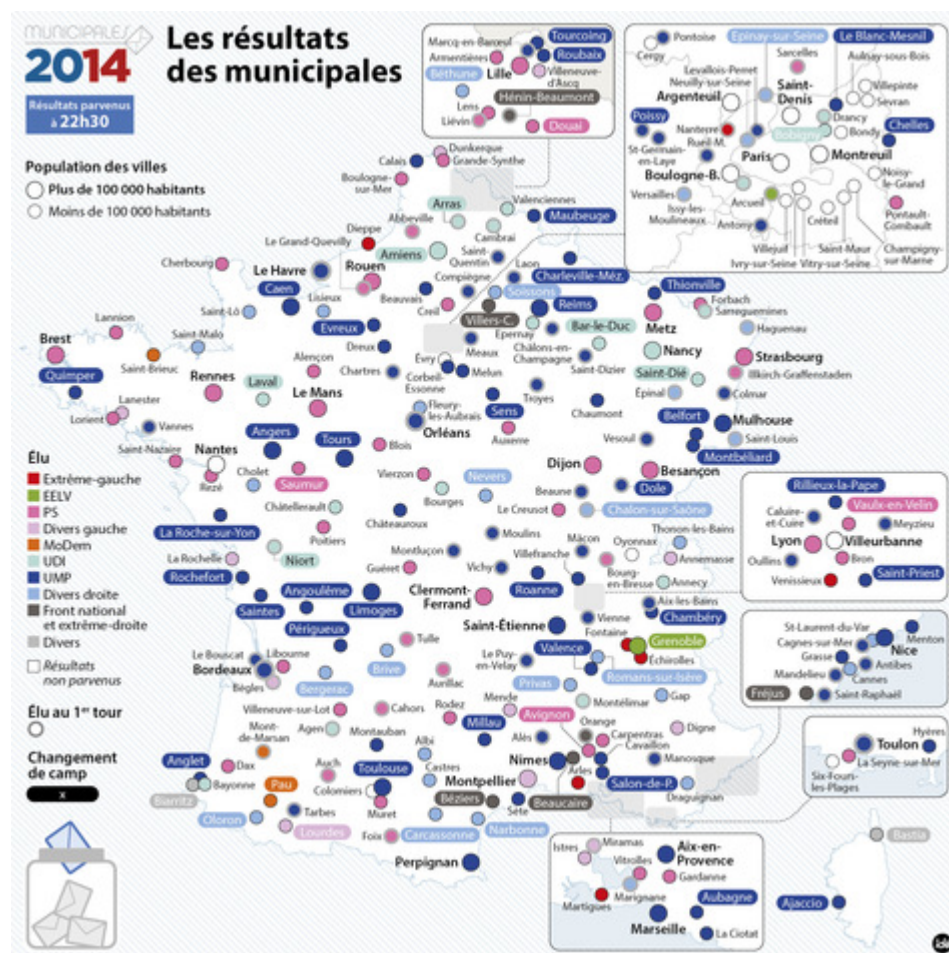 MUNICIPALES
2014
Les résultats
des municipales
Résultats parvenus
à 22h30
Population des villes
Plus de 100 000 habitants
Moins de 100 000 habitants
Marcq-en-Barœul
Tourcoing
Armentières
Roubaix
Béthune
Lille
Villeneuve-
d'Ascq
Lens
Hénin-Beaumont
Liévin
Douai
Pontoise
Cergy
Epinay-sur-Seine
Le Blanc-Mesnil
Sarcelles
Aulnay-sous-Bois
Levallois-Perret
Neuilly-sur-Seine
Saint-
Denis
Villepinte
Sevran
Argenteuil
Poissy
Nanterre
Rueil-M.
Drancy
Bobigny
Bondy
Chelles
St-Germain-
en-Laye
Paris
Montreuil
Boulogne-B.
Noisy-
le-Grand
Versailles
Issy-les-
Moulineaux
Arcueil
Antony
Créteil
Pontault-
Combault
Villejuif
Saint-Maur
Champigny-
sur-Marne
Ivry-sur-Seine
Vitry-sur-Seine
Dunkerque
Calais
Grande-Synthe
Boulogne-
sur-Mer
Arras
Valenciennes
Abbeville
Maubeuge
Dieppe
Cambrai
Le Grand-Quevilly
Amiens
Saint-
Quentin
Laon
Cherbourg
Le Havre
Rouen
Compiègne
Charleville-Méz.
Caen
Lisieux
Beauvais
Soissons
Thionville
Saint-Lô
Creil
Villers-C.
Reims
Forbach
Sarreguemines
Lannion
Saint-Malo
Evreux
Epernay
Bar-le-Duc
Metz
Haguenau
Brest
Dreux
Meaux
Châlons-en-
Champagne
Nancy
Saint-Brieuc
Alençon
Évry
Saint-Dizier
Strasbourg
Quimper
Rennes
Laval
Chartres
Corbeil-
Essonne
Melun
Saint-Dié
Illkirch-Graffenstaden
Lanester
Le Mans
Troyes
Epinal
Colmar
Lorient
Fleury-
les-Aubrais
Sens
Chaumont
Belfort
Mulhouse
Vannes
Angers
Tours
Orléans
Auxerre
Vesoul
Saint-Louis
Saint-Nazaire
Nantes
Blois
Montbéliard
Élu
Rezé
Cholet
Saumur
Vierzon
Nevers
Dijon
Besançon
Extrême-gauche
EELV
PS
Divers gauche
MoDem
UDI
UMP
Divers droite
Front national
et extrême-droite
Divers
Résultats
non parvenus
Bourges
Beaune
Dole
Châtellerault
Le Creusot
Chalon-sur-Saône
La Roche-sur-Yon
Poitiers
Châteauroux
Moulins
Mâcon
Thonon-les-Bains
La Rochelle
Niort
Montluçon
Villefranche
Oyonnax
Annemasse
Rochefort
Guéret
Vichy
Bourg-
en-Bresse
Annecy
Angoulême
Clermont-
Ferrand
Roanne
Aix-les-Bains
Saintes
Limoges
Chambéry
Périgueux
Saint-Étienne
Vienne
Fontaine
Grenoble
Rillieux-la-Pape
Caluire-
et-Cuire
Vaulx-en-Velin
Meyzieu
Lyon
Villeurbanne
Oullins
Bron
Venissieux
Saint-Priest
Le Bouscat
Libourne
Tulle
Le Puy-
en-Velay
Valence
Échirolles
Bordeaux
Brive
Romans-sur-Isère
Bègles
Bergerac
Aurillac
Privas
Gap
St-Laurent-du-Var
Cagnes-sur-Mer
Menton
Nice
Grasse
Antibes
Mandelieu
Cannes
Fréjus
Saint-Raphaël
Élu au 1er tour
Villeneuve-sur-Lot
Cahors
Rodez
Mende
Montélimar
Mont-
de-Marsan
Agen
Millau
Avignon
Orange
Digne
Montauban
Alès
Carpentras
Cavaillon
Changement
de camp
x
Anglet
Dax
Auch
Albi
Nimes
Manosque
Toulouse
Arles
Bayonne
Colomiers
Castres
Montpellier
Salon-de-P.
Biarritz
Pau
Muret
Béziers
Beaucaire
Draguignan
Tarbes
Sète
Oloron
Lourdes
Foix
Carcassonne
Narbonne
Perpignan
Toulon
Hyères
La Seyne-sur-Mer
Six-Fours-
les-Plages
Miramas
Istres
Vitrolles
Aix-en-
Provence
Gardanne
Martigues
Marignane
Aubagne
Marseille
La Ciotat
Bastia
Ajaccio